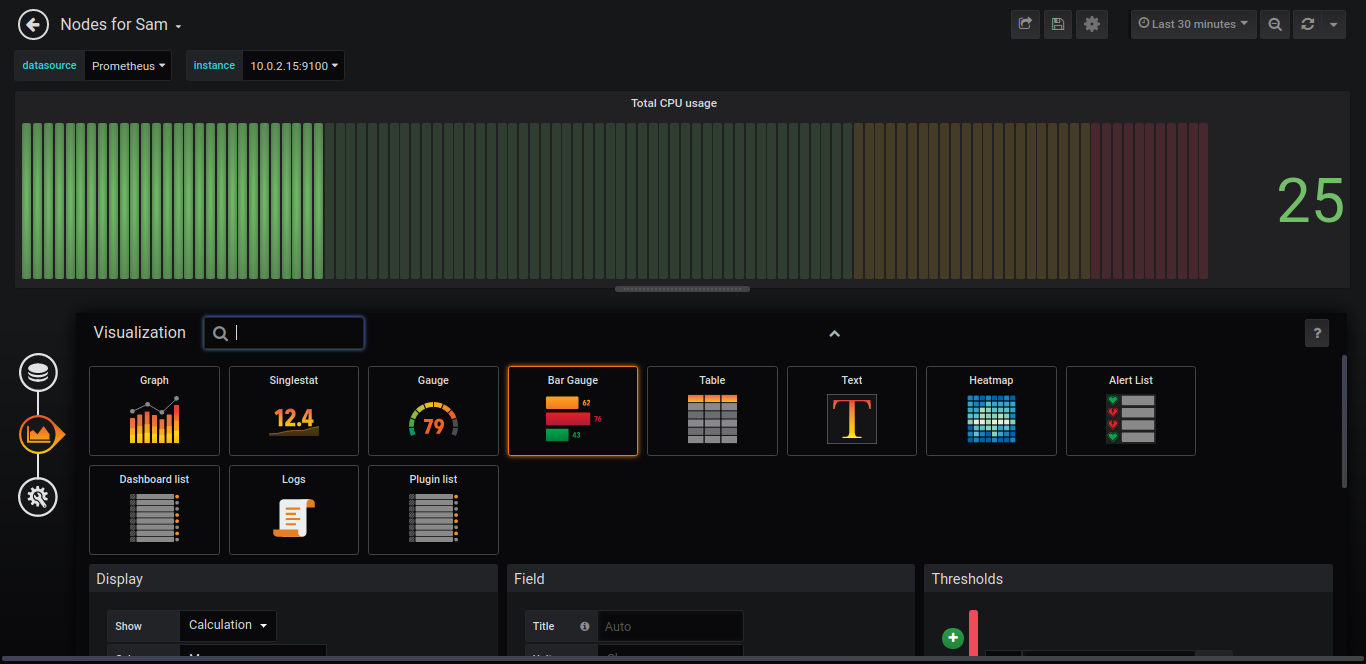 Nodes for Sam
Last 30 minutes
datasource Prometheus instance 10.0.2.15:9100
Total CPU usage
25
Visualization
?
Graph Singlestat Gauge Bar Gauge Table Text Heatmap Alert List
12.4 79 62 76 43 T
Dashboard list Logs Plugin list
Display Field Thresholds
Show Calculation Title Auto